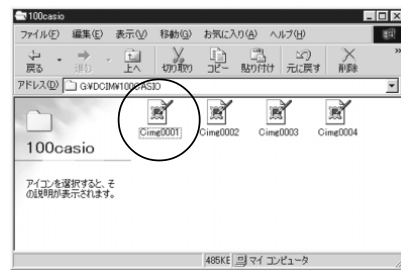 100casio
ファイル(F) 編集(E) 表示(V) 移動(G) お気に入り(A) ヘルプ(H)
戻る 進む 上へ 切り取り コピー 貼り付け 元に戻す 削除 »
アドレス(D) G:¥DCIM¥100CASIO
Cimg0001 Cimg0002 Cimg0003 Cimg0004
100casio
アイコンを選択すると、そ
の説明が表示されます。
485KB マイ コンピュータ